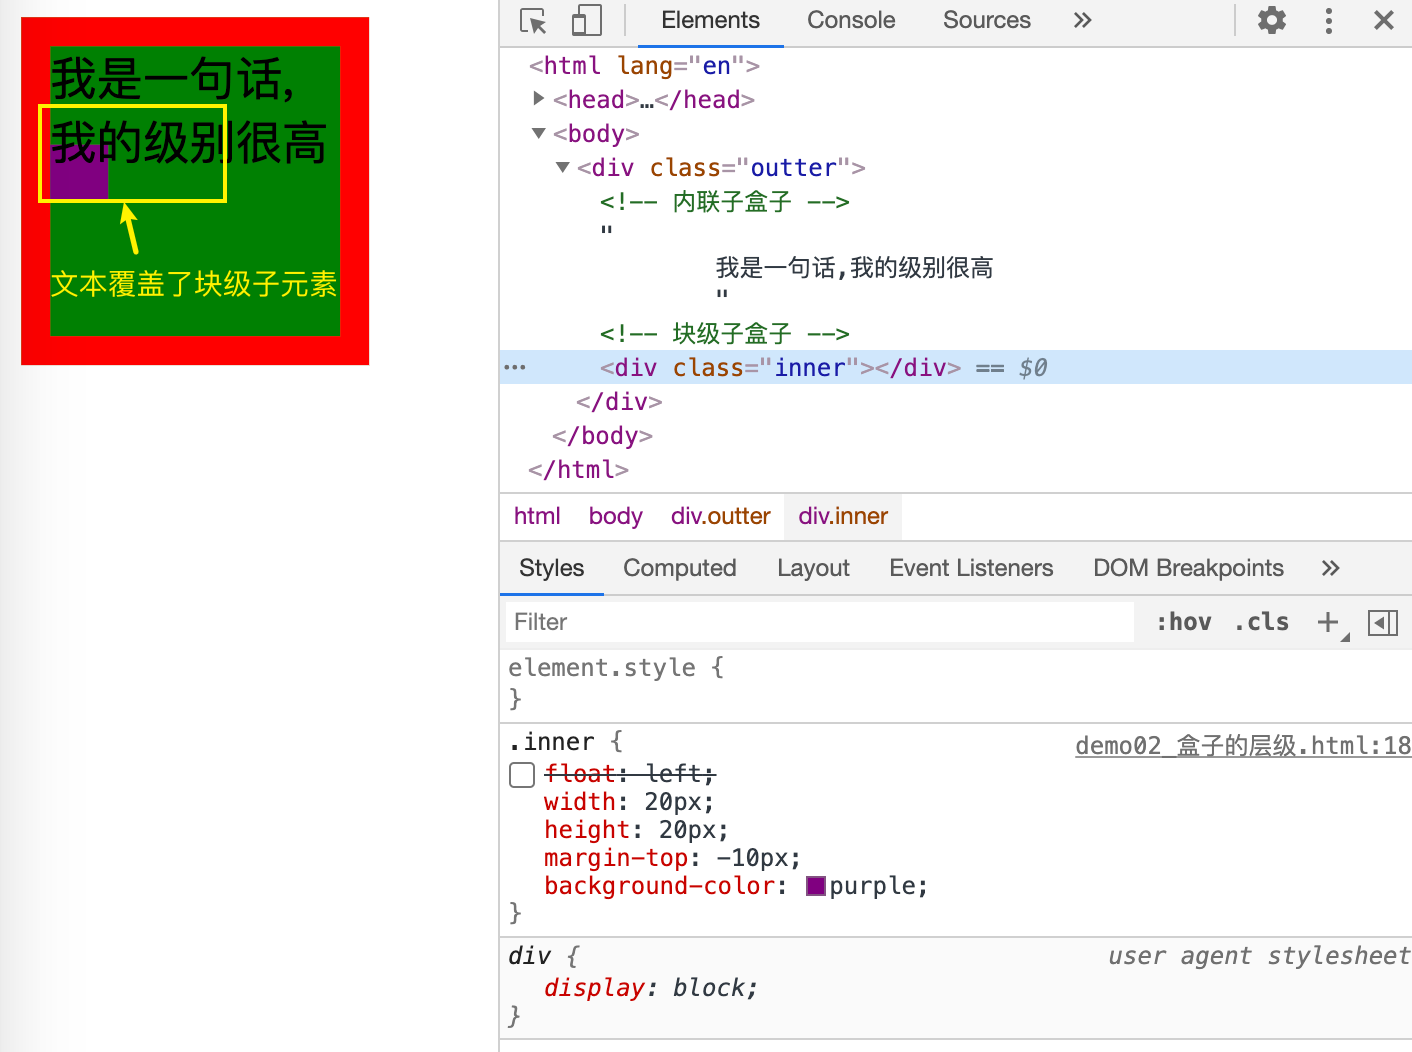 我是一句话,
我的级别很高
文本覆盖了块级子元素
Elements Console Sources »
<html lang="en">
<head>…</head>
<body>
<div class="outter">
<!-- 内联子盒子 -->
"
我是一句话,我的级别很高
"
<!-- 块级子盒子 -->
<div class="inner"></div> == $0
</div>
</body>
</html>
html body div.outter div.inner
Styles Computed Layout Event Listeners DOM Breakpoints »
Filter :hov .cls +
element.style {
}
.inner { demo02_盒子的层级.html:18
float: left;
width: 20px;
height: 20px;
margin-top: -10px;
background-color: purple;
}
div { user agent stylesheet
display: block;
}